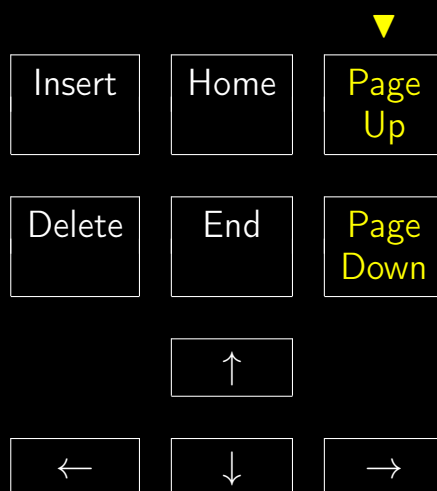 ▼
Insert Home Page
Up
Delete End Page
Down
↑
← ↓ →